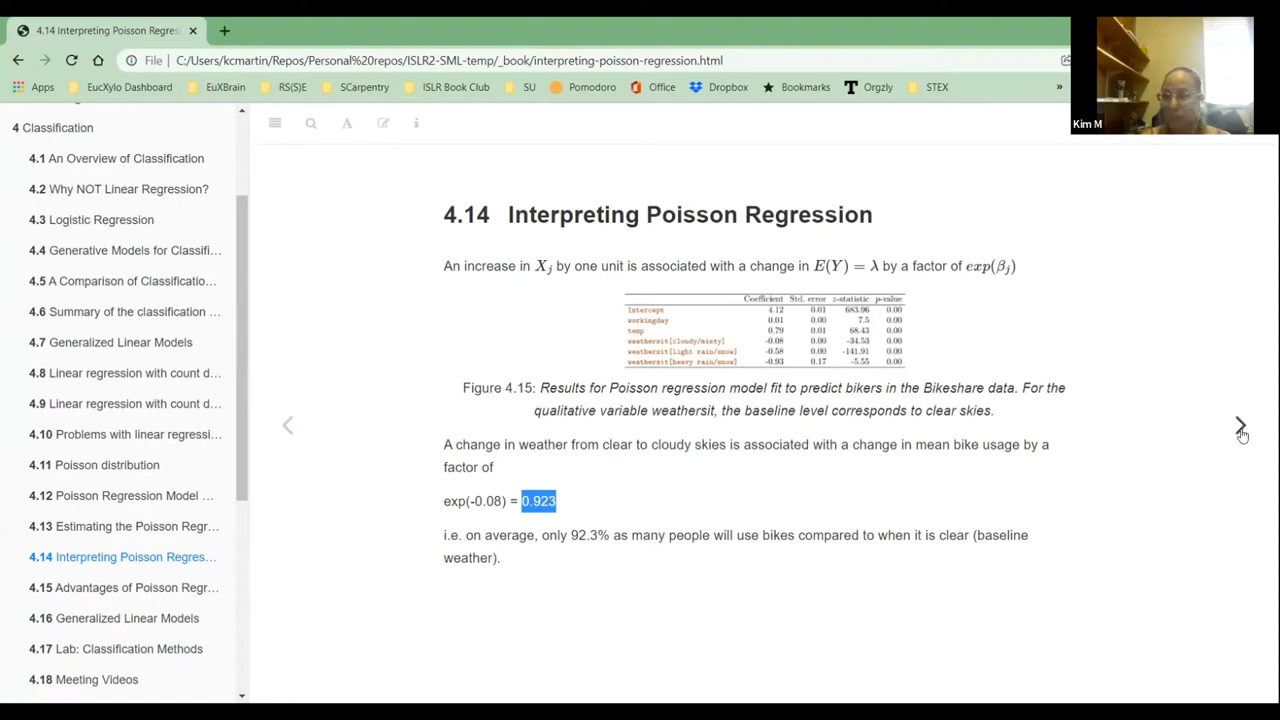 4.14 Interpreting Poisson Regres
File C:/Users/kcmartin/Repos/Personal%20repos/ISLR2-SML-temp/_book/interpreting-poisson-regression.html
Apps EucXylo Dashboard EuXBrain RS(S)E SCarpentry ISLR Book Club SU Pomodoro Office Dropbox Bookmarks Orgzly STEX »
Kim M
4 Classification
4.1 An Overview of Classification
4.2 Why NOT Linear Regression?
4.3 Logistic Regression
4.4 Generative Models for Classifi...
4.5 A Comparison of Classificatio...
4.6 Summary of the classification ...
4.7 Generalized Linear Models
4.8 Linear regression with count d...
4.9 Linear regression with count d...
4.10 Problems with linear regressi...
4.11 Poisson distribution
4.12 Poisson Regression Model ...
4.13 Estimating the Poisson Regr...
4.14 Interpreting Poisson Regres...
4.15 Advantages of Poisson Regr...
4.16 Generalized Linear Models
4.17 Lab: Classification Methods
4.18 Meeting Videos
4.14 Interpreting Poisson Regression
An increase in Xj by one unit is associated with a change in E(Y) = λ by a factor of exp(βj)
Coefficient Std. error z-statistic p-value
Intercept 4.12 0.01 683.96 0.00
workingday 0.01 0.00 7.5 0.00
temp 0.79 0.01 68.43 0.00
weathersit[cloudy/misty] -0.08 0.00 -34.53 0.00
weathersit[light rain/snow] -0.58 0.00 -141.91 0.00
weathersit[heavy rain/snow] -0.93 0.17 -5.55 0.00
Figure 4.15: Results for Poisson regression model fit to predict bikers in the Bikeshare data. For the
qualitative variable weathersit, the baseline level corresponds to clear skies.
A change in weather from clear to cloudy skies is associated with a change in mean bike usage by a
factor of
exp(-0.08) = 0.923
i.e. on average, only 92.3% as many people will use bikes compared to when it is clear (baseline
weather).